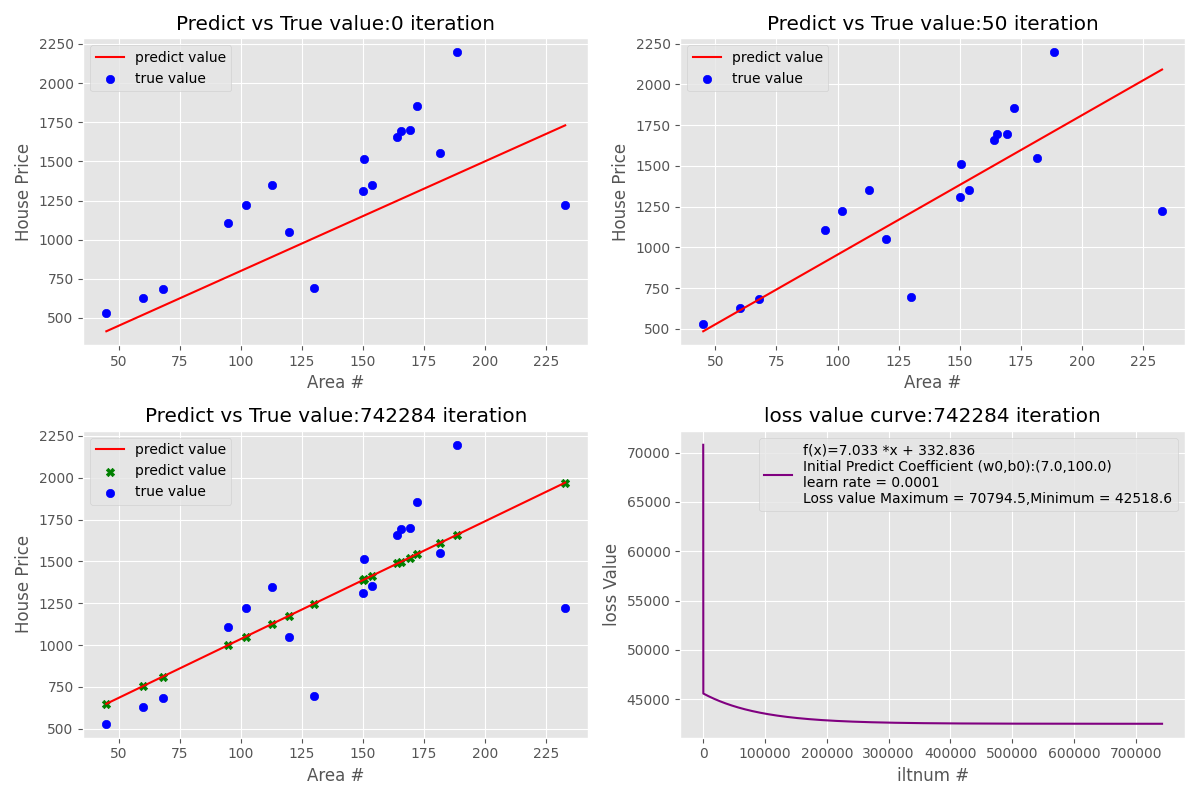 Predict vs True value:0 iteration
predict value
true value
2250
2000
1750
1500
1250
1000
750
500
House Price
50 75 100 125 150 175 200 225
Area #
Predict vs True value:50 iteration
predict value
true value
2250
2000
1750
1500
1250
1000
750
500
House Price
50 75 100 125 150 175 200 225
Area #
Predict vs True value:742284 iteration
predict value
predict value
true value
2250
2000
1750
1500
1250
1000
750
500
House Price
50 75 100 125 150 175 200 225
Area #
loss value curve:742284 iteration
f(x)=7.033 *x + 332.836
Initial Predict Coefficient (w0,b0):(7.0,100.0)
learn rate = 0.0001
Loss value Maximum = 70794.5,Minimum = 42518.6
70000
65000
60000
55000
50000
45000
loss Value
0 100000 200000 300000 400000 500000 600000 700000
iltnum #